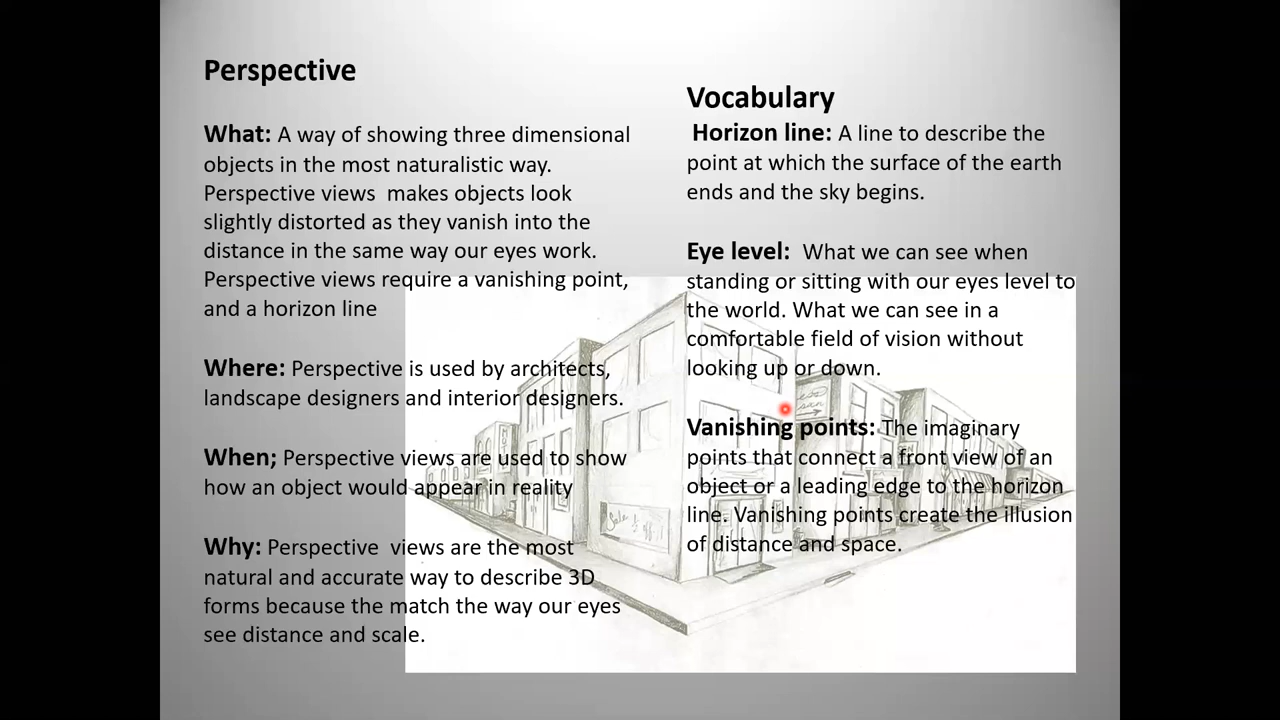 Perspective
What: A way of showing three dimensional
objects in the most naturalistic way.
Perspective views  makes objects look
slightly distorted as they vanish into the
distance in the same way our eyes work.
Perspective views require a vanishing point,
and a horizon line
Where: Perspective is used by architects,
landscape designers and interior designers.
When; Perspective views are used to show
how an object would appear in reality
Why: Perspective  views are the most
natural and accurate way to describe 3D
forms because the match the way our eyes
see distance and scale.
Vocabulary
Horizon line: A line to describe the
point at which the surface of the earth
ends and the sky begins.
Eye level:  What we can see when
standing or sitting with our eyes level to
the world. What we can see in a
comfortable field of vision without
looking up or down.
Vanishing points: The imaginary
points that connect a front view of an
object or a leading edge to the horizon
line. Vanishing points create the illusion
of distance and space.
Sale